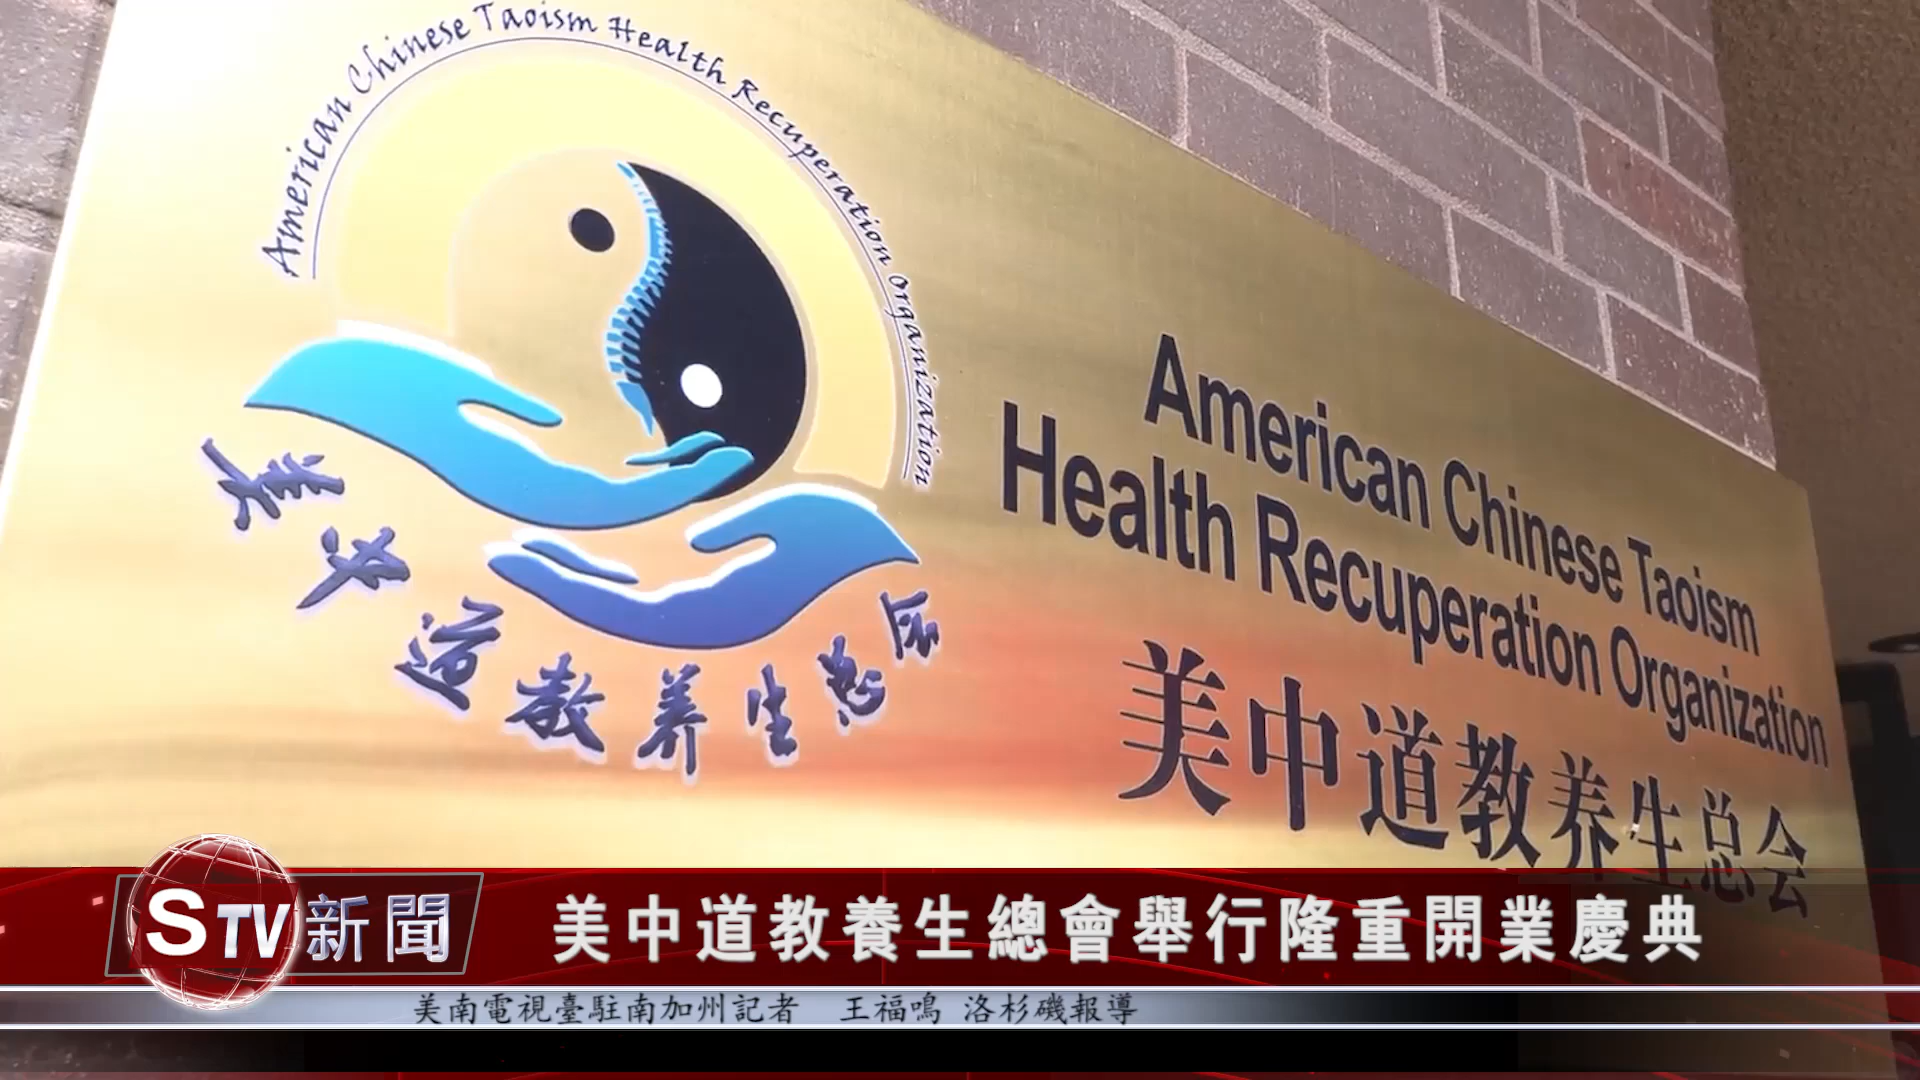 American Chinese Taoism Health Recuperation Organization
美中道教养生总会
American Chinese Taoism
Health Recuperation Organization
美中道教养生总会
STV新聞
美中道教養生總會舉行隆重開業慶典
美南電視臺駐南加州記者 王福鳴 洛杉磯報導